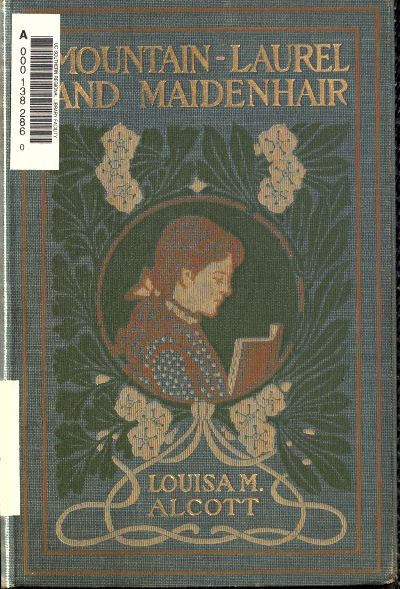 MOUNTAIN-LAUREL
AND MAIDENHAIR
A
000 138 286
0
LOUISA M.
ALCOTT